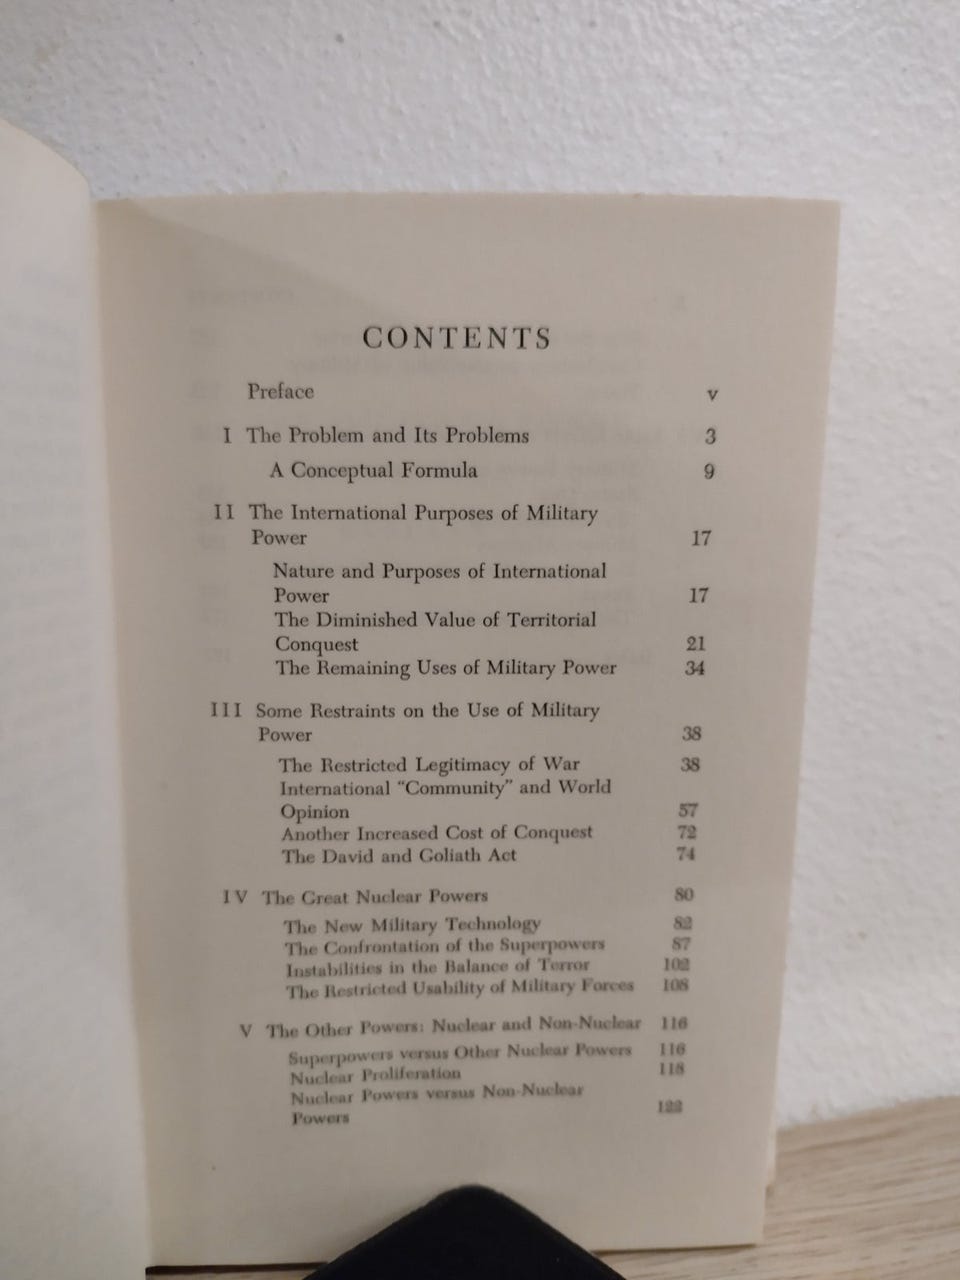 CONTENTS
Preface v
I The Problem and Its Problems 3
A Conceptual Formula 9
II The International Purposes of Military
Power 17
Nature and Purposes of International
Power 17
The Diminished Value of Territorial
Conquest 21
The Remaining Uses of Military Power 34
III Some Restraints on the Use of Military
Power 38
The Restricted Legitimacy of War 38
International “Community” and World
Opinion 57
Another Increased Cost of Conquest 72
The David and Goliath Act 74
IV The Great Nuclear Powers 80
The New Military Technology 82
The Confrontation of the Superpowers 87
Instabilities in the Balance of Terror 102
The Restricted Usability of Military Forces 108
V The Other Powers: Nuclear and Non-Nuclear 116
Superpowers versus Other Nuclear Powers 116
Nuclear Proliferation 118
Nuclear Powers versus Non-Nuclear
Powers 122